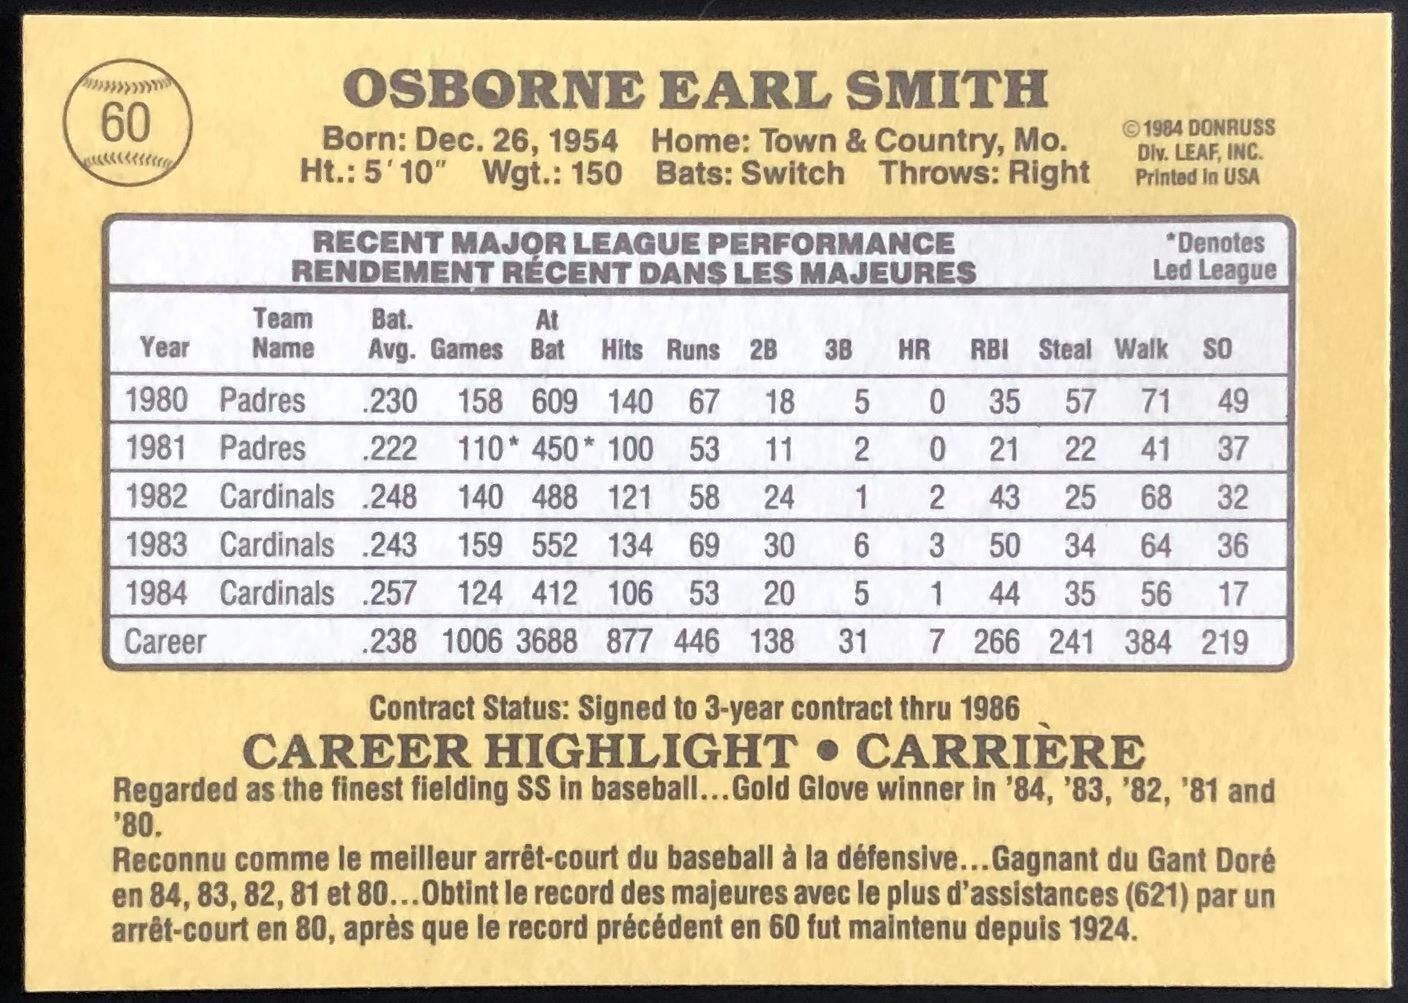 60
OSBORNE EARL SMITH
Born: Dec. 26, 1954 Home: Town & Country, Mo.
Ht.: 5'10" Wgt.: 150 Bats: Switch Throws: Right
©1984 DONRUSS
Div. LEAF, INC.
Printed in USA
RECENT MAJOR LEAGUE PERFORMANCE
RENDEMENT RÉCENT DANS LES MAJEURES
*Denotes
Led League
Year Team Name Bat. Avg. Games At Bat Hits Runs 2B 3B HR RBI Steal Walk SO
1980 Padres .230 158 609 140 67 18 5 0 35 57 71 49
1981 Padres .222 110* 450* 100 53 11 2 0 21 22 41 37
1982 Cardinals .248 140 488 121 58 24 1 2 43 25 68 32
1983 Cardinals .243 159 552 134 69 30 6 3 50 34 64 36
1984 Cardinals .257 124 412 106 53 20 5 1 44 35 56 17
Career .238 1006 3688 877 446 138 31 7 266 241 384 219
Contract Status: Signed to 3-year contract thru 1986
CAREER HIGHLIGHT • CARRIÈRE
Regarded as the finest fielding SS in baseball...Gold Glove winner in '84, '83, '82, '81 and
'80.
Reconnu comme le meilleur arrêt-court du baseball à la défensive...Gagnant du Gant Doré
en 84, 83, 82, 81 et 80...Obtint le record des majeures avec le plus d'assistances (621) par un
arrêt-court en 80, après que le record précédent en 60 fut maintenu depuis 1924.